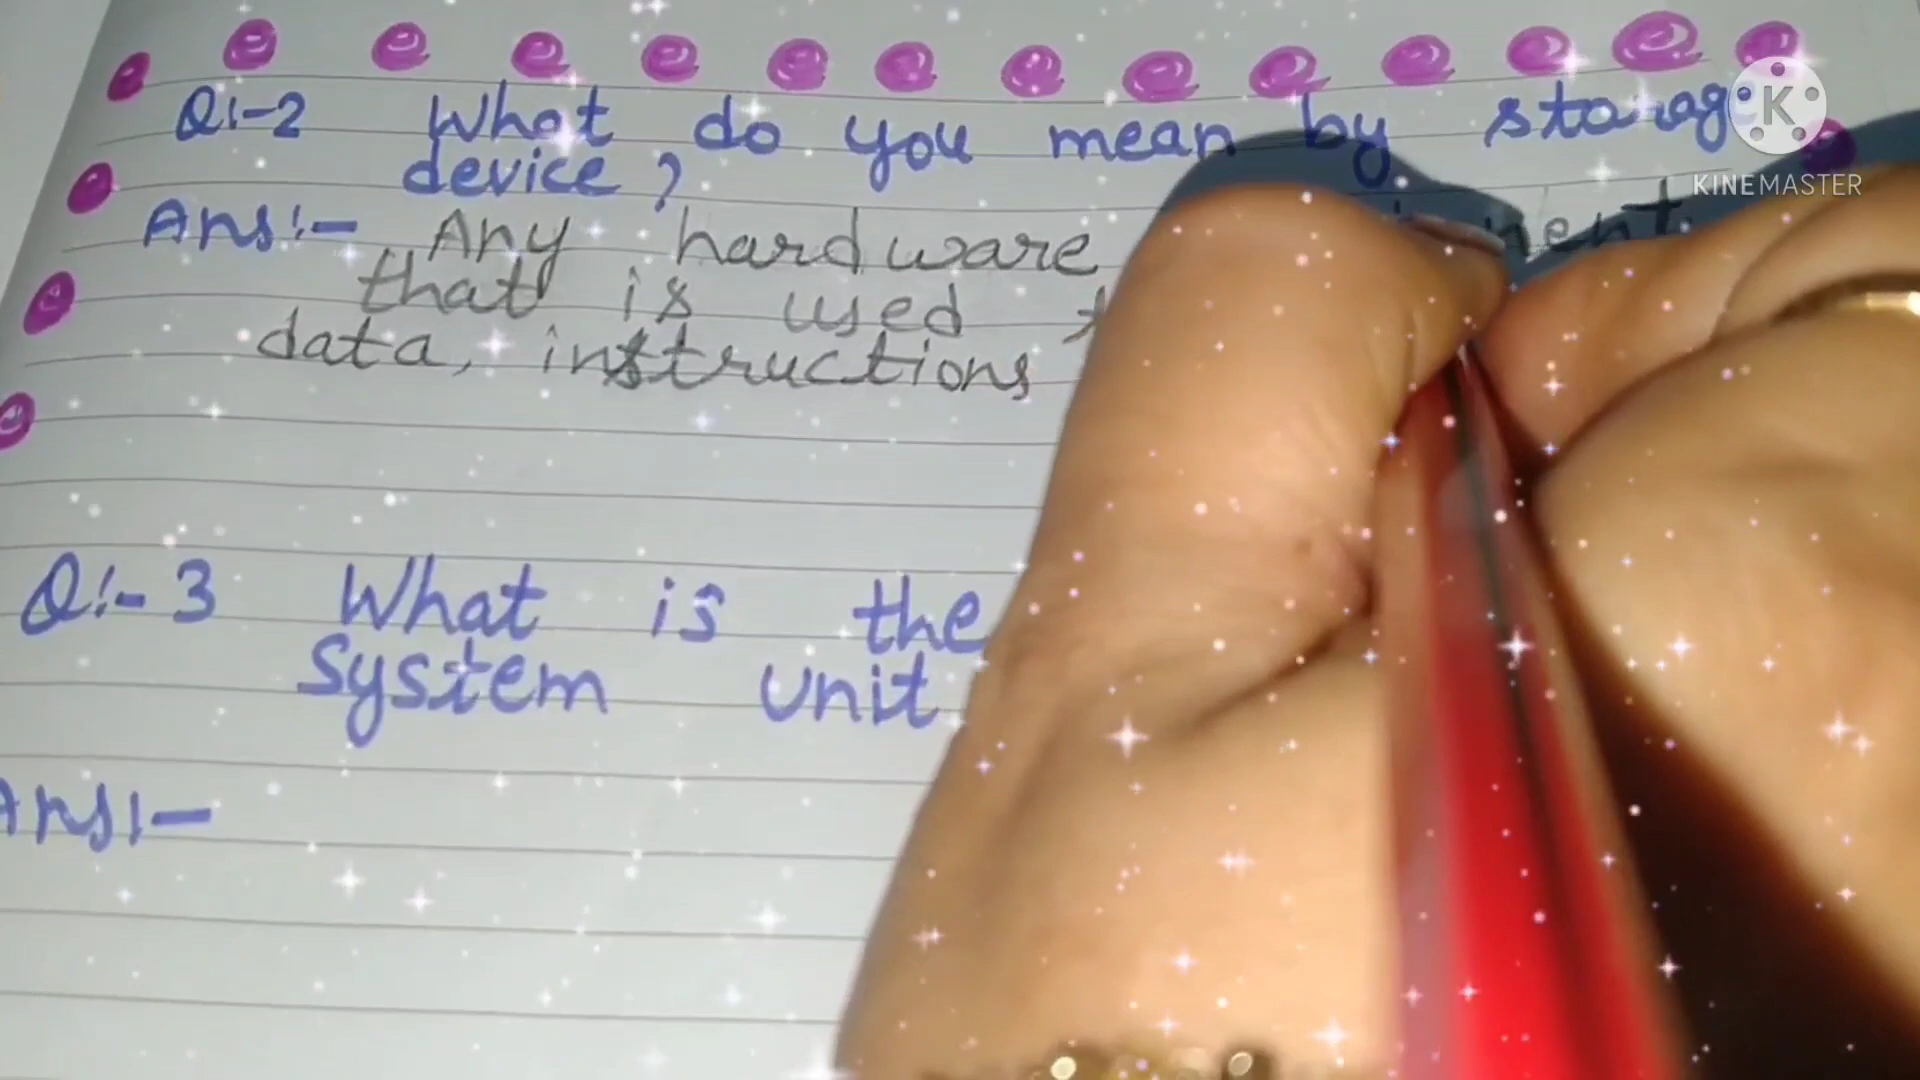 Q:-2 What do you mean by storage
device?
Ans:- Any hardware
that is used
data, instructions
Q:-3 What is the
System unit
Ans:-
KINEMASTER